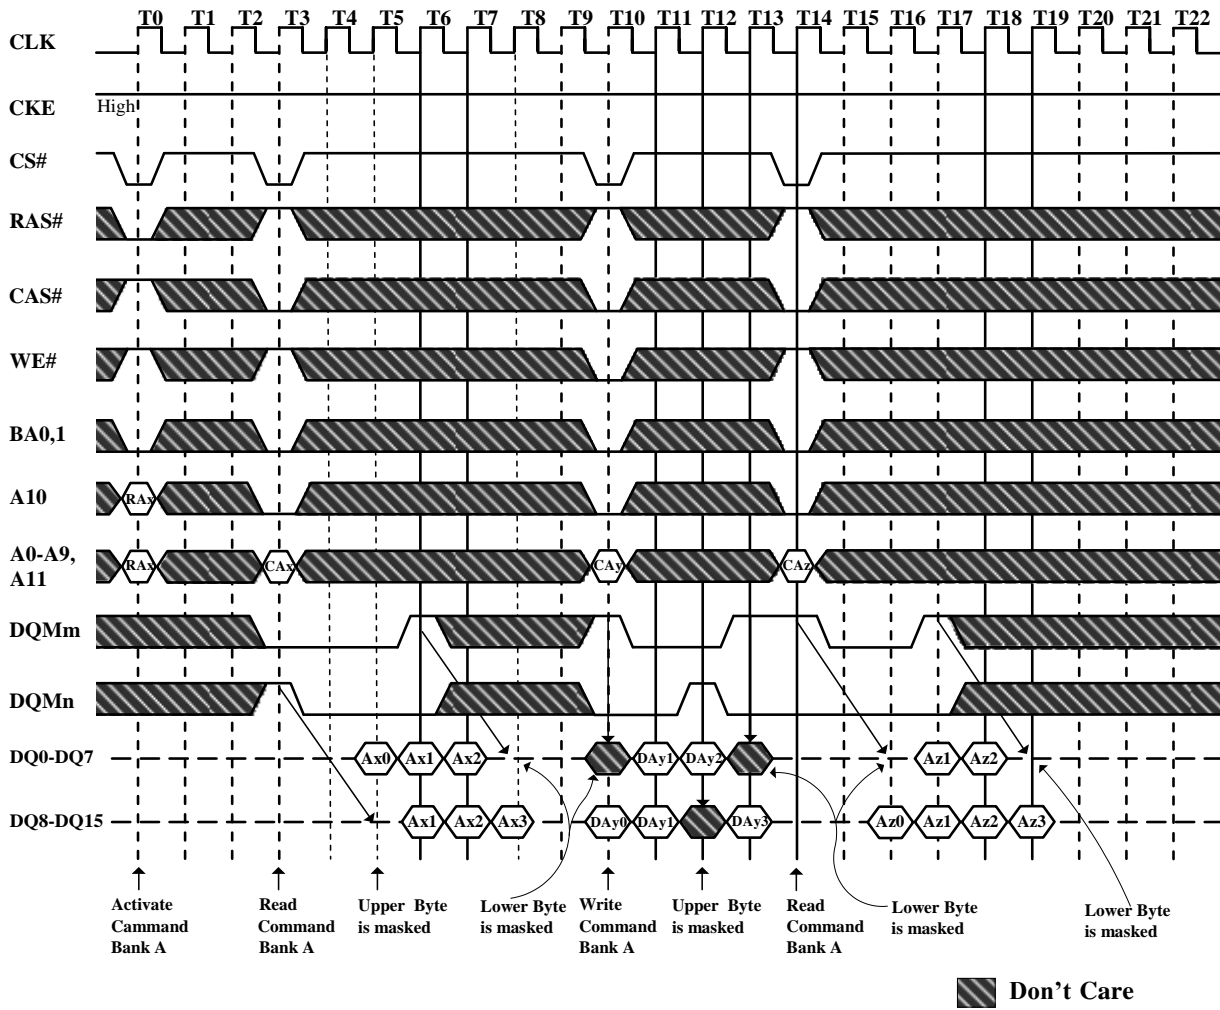 T0 T1 T2 T3 T4 T5 T6 T7 T8 T9 T10 T11 T12 T13 T14 T15 T16 T17 T18 T19 T20 T21 T22
CLK
CKE High
CS#
RAS#
CAS#
WE#
BA0,1
A10 RAx
A0-A9,
A11 RAx CAx CAy CAz
DQMm
DQMn
DQ0-DQ7 Ax0 Ax1 Ax2 DAy1 DAy2 Az1 Az2
DQ8-DQ15 Ax1 Ax2 Ax3 DAy0 DAy1 DAy3 Az0 Az1 Az2 Az3
Activate
Cammand
Bank A
Read
Command
Bank A
Upper Byte
is masked
Lower Byte
is masked
Write
Command
Bank A
Upper Byte
is masked
Read
Command
Bank A
Lower Byte
is masked
Lower Byte
is masked
Don't Care